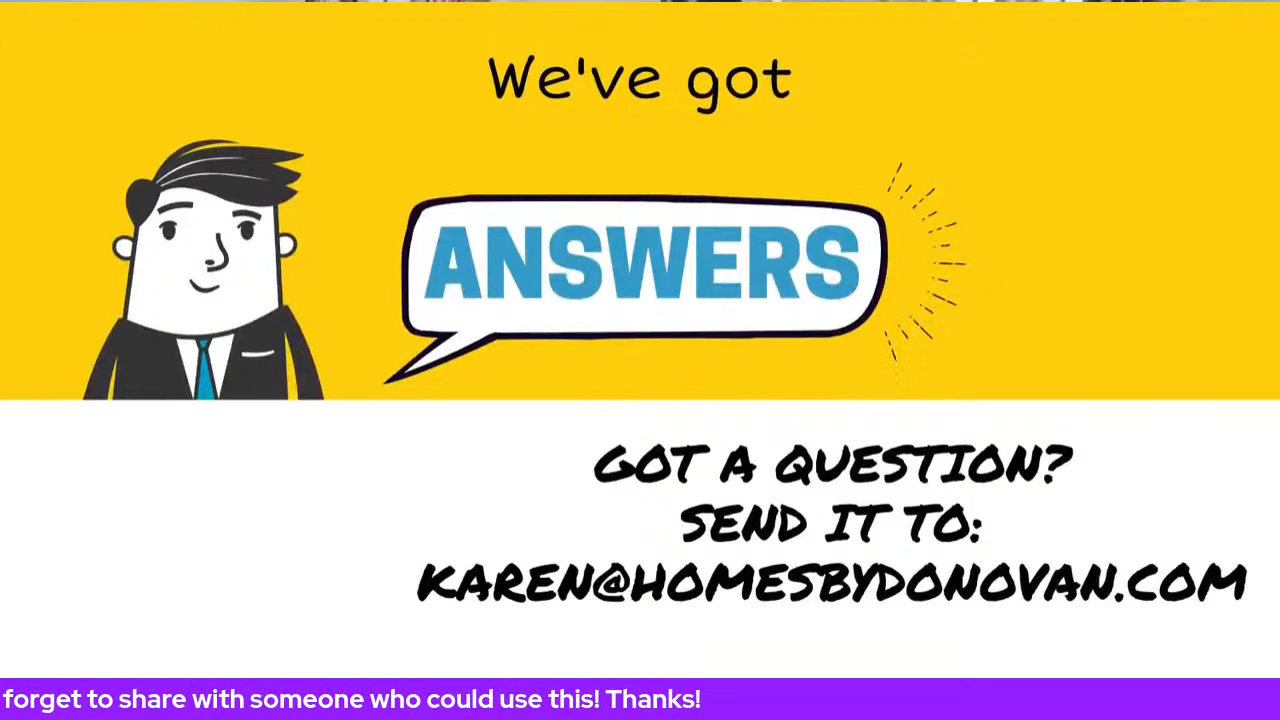 We've got
ANSWERS
GOT A QUESTION?
SEND IT TO:
KAREN@HOMESBYDONOVAN.COM
forget to share with someone who could use this! Thanks!